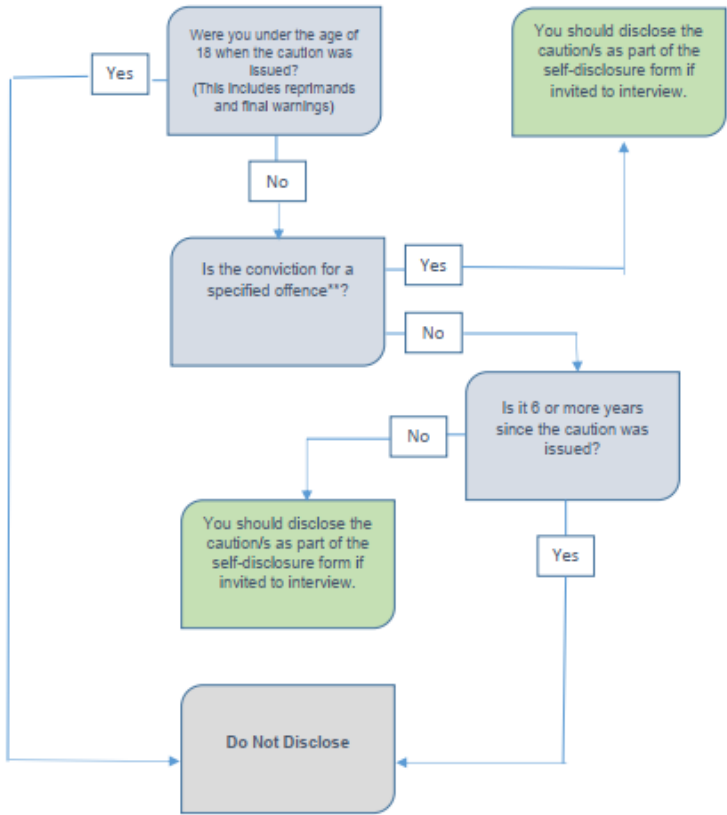 Were you under the age of
18 when the caution was
issued?
(This includes reprimands
and final warnings)
Yes
You should disclose the
caution/s as part of the
self-disclosure form if
invited to interview.
No
Is the conviction for a
specified offence**?
Yes
No
Is it 6 or more years
since the caution was
issued?
No
You should disclose the
caution/s as part of the
self-disclosure form if
invited to interview.
Yes
Do Not Disclose